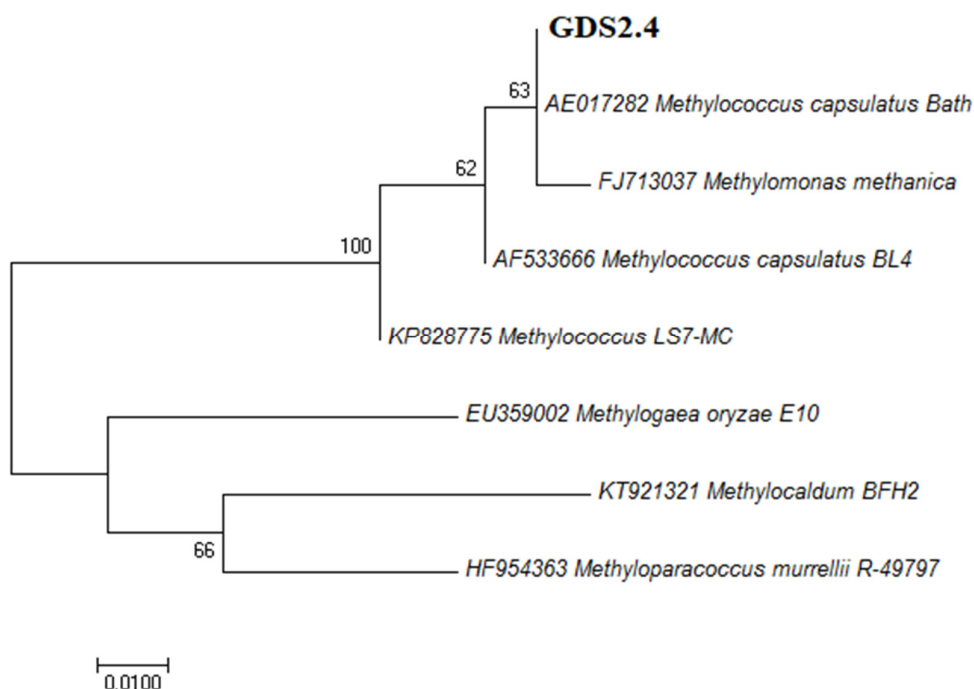 GDS2.4
63
AE017282 Methylococcus capsulatus Bath
62
FJ713037 Methylomonas methanica
100
AF533666 Methylococcus capsulatus BL4
KP828775 Methylococcus LS7-MC
EU359002 Methylogaea oryzae E10
KT921321 Methylocaldum BFH2
66
HF954363 Methyloparacoccus murrellii R-49797
0.0100